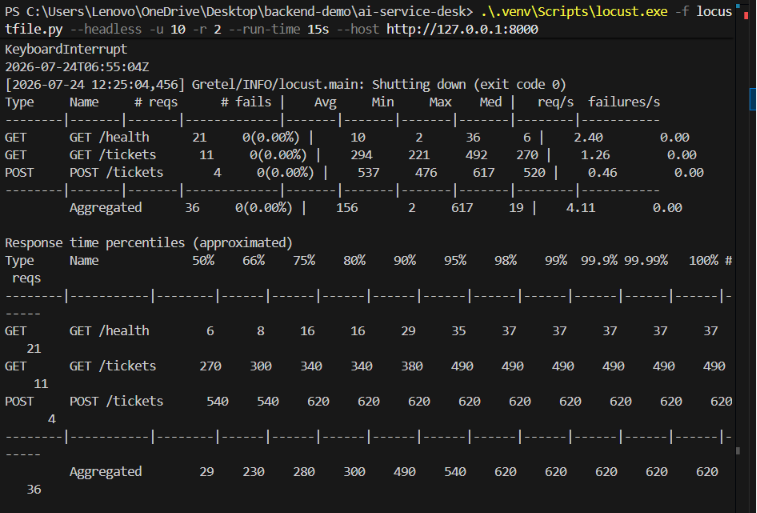 PS C:\Users\Lenovo\OneDrive\Desktop\backend-demo\ai-service-desk> .\.venv\Scripts\locust.exe -f locus
tfile.py --headless -u 10 -r 2 --run-time 15s --host http://127.0.0.1:8000
KeyboardInterrupt
2026-07-24T06:55:04Z
[2026-07-24 12:25:04,456] Gretel/INFO/locust.main: Shutting down (exit code 0)
Type     Name    # reqs      # fails |    Avg     Min     Max    Med |   req/s  failures/s
--------|-------|-------|-------------|-------|-------|-------|-------|--------|-----------
GET      GET /health      21     0(0.00%) |     10       2      36      6 |    2.40        0.00
GET      GET /tickets      11     0(0.00%) |    294     221     492    270 |    1.26        0.00
POST     POST /tickets       4     0(0.00%) |    537     476     617    520 |    0.46        0.00
--------|-------|-------|-------------|-------|-------|-------|-------|--------|-----------
         Aggregated      36     0(0.00%) |    156       2     617     19 |    4.11        0.00
Response time percentiles (approximated)
Type     Name            50%    66%    75%    80%    90%    95%    98%    99%  99.9% 99.99%   100% #
 reqs
--------|-----------|--------|------|------|------|------|------|------|------|------|------|------|-
-----
GET      GET /health       6      8     16     16     29     35     37     37     37     37     37
   21
GET      GET /tickets    270    300    340    340    380    490    490    490    490    490    490
    11
POST     POST /tickets     540    540    620    620    620    620    620    620    620    620    620
      4
--------|-----------|--------|------|------|------|------|------|------|------|------|------|------|-
-----
         Aggregated       29    230    280    300    490    540    620    620    620    620    620
   36